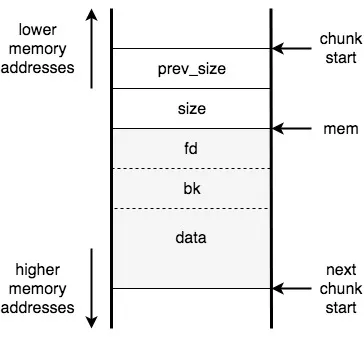 lower
memory
addresses
chunk
start
prev_size
size
mem
fd
bk
data
higher
memory
addresses
next
chunk
start